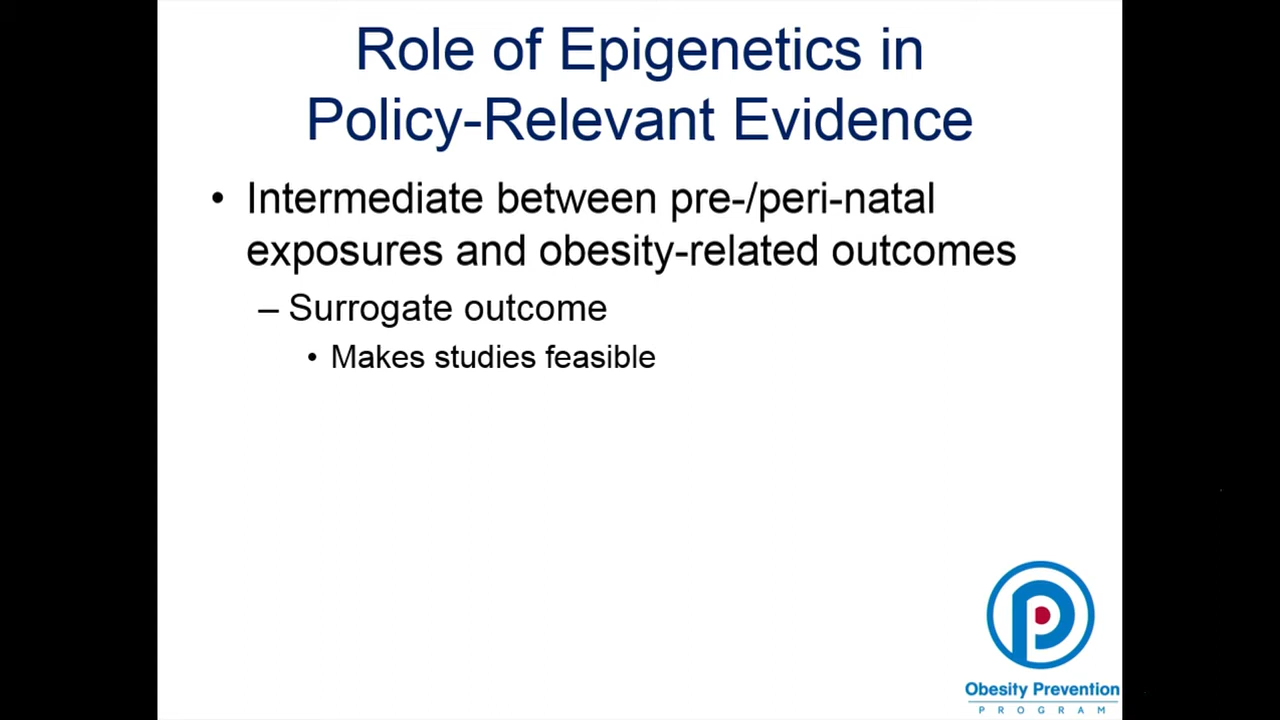 Role of Epigenetics in
Policy-Relevant Evidence
• Intermediate between pre-/peri-natal
exposures and obesity-related outcomes
– Surrogate outcome
• Makes studies feasible
Obesity Prevention
PROGRAM